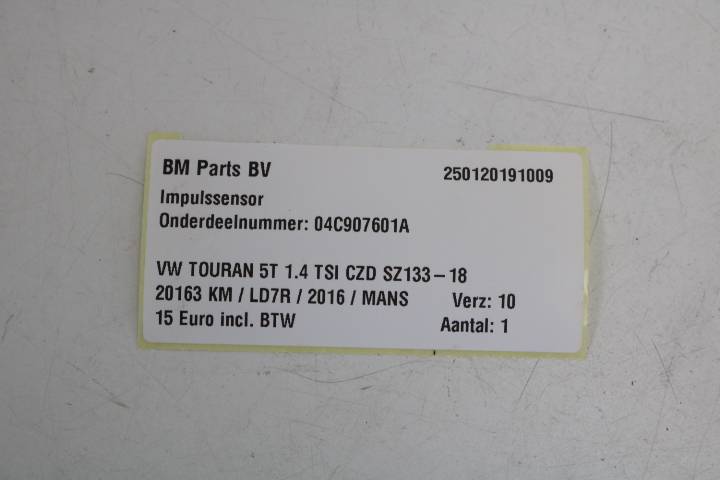 BM Parts BV 250120191009
Impulssensor
Onderdeelnummer: 04C907601A
VW TOURAN 5T 1.4 TSI CZD SZ133-18
20163 KM / LD7R / 2016 / MANS Verz: 10
15 Euro incl. BTW Aantal: 1